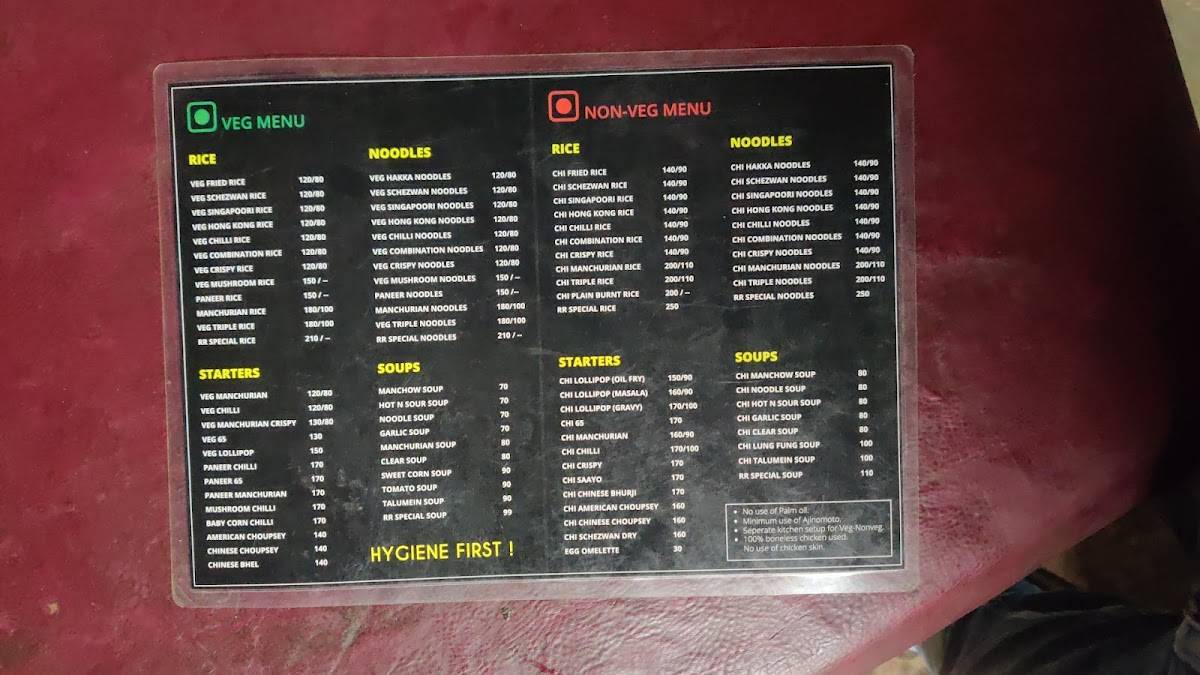 VEG MENU
RICE
VEG FRIED RICE 120/80
VEG SCHEZWAN RICE 120/80
VEG SINGAPOORI RICE 120/80
VEG HONG KONG RICE 120/80
VEG CHILLI RICE 120/80
VEG COMBINATION RICE 120/80
VEG CRISPY RICE 120/80
VEG MUSHROOM RICE 150 / --
PANEER RICE 150 / --
MANCHURIAN RICE 180/100
VEG TRIPLE RICE 180/100
RR SPECIAL RICE 210 / --
NOODLES
VEG HAKKA NOODLES 120/80
VEG SCHEZWAN NOODLES 120/80
VEG SINGAPOORI NOODLES 120/80
VEG HONG KONG NOODLES 120/80
VEG CHILLI NOODLES 120/80
VEG COMBINATION NOODLES 120/80
VEG CRISPY NOODLES 120/80
VEG MUSHROOM NOODLES 150 / --
PANEER NOODLES 150 / --
MANCHURIAN NOODLES 180/100
VEG TRIPLE NOODLES 180/100
RR SPECIAL NOODLES 210 / --
STARTERS
VEG MANCHURIAN 120/80
VEG CHILLI 120/80
VEG MANCHURIAN CRISPY 130/80
VEG 65 130
VEG LOLLIPOP 150
PANEER CHILLI 170
PANEER 65 170
PANEER MANCHURIAN 170
MUSHROOM CHILLI 170
BABY CORN CHILLI 170
AMERICAN CHOUPSEY 140
CHINESE CHOUPSEY 140
CHINESE BHEL 140
SOUPS
MANCHOW SOUP 70
HOT N SOUR SOUP 70
NOODLE SOUP 70
GARLIC SOUP 70
MANCHURIAN SOUP 80
CLEAR SOUP 80
SWEET CORN SOUP 90
TOMATO SOUP 90
TALUMEIN SOUP 90
RR SPECIAL SOUP 99
HYGIENE FIRST !
NON-VEG MENU
RICE
CHI FRIED RICE 140/90
CHI SCHEZWAN RICE 140/90
CHI SINGAPOORI RICE 140/90
CHI HONG KONG RICE 140/90
CHI CHILLI RICE 140/90
CHI COMBINATION RICE 140/90
CHI CRISPY RICE 140/90
CHI MANCHURIAN RICE 200/110
CHI TRIPLE RICE 200/110
CHI PLAIN BURNT RICE 200 / --
RR SPECIAL RICE 250
NOODLES
CHI HAKKA NOODLES 140/90
CHI SCHEZWAN NOODLES 140/90
CHI SINGAPOORI NOODLES 140/90
CHI HONG KONG NOODLES 140/90
CHI CHILLI NOODLES 140/90
CHI COMBINATION NOODLES 140/90
CHI CRISPY NOODLES 140/90
CHI MANCHURIAN NOODLES 200/110
CHI TRIPLE NOODLES 200/110
RR SPECIAL NOODLES 250
STARTERS
CHI LOLLIPOP (OIL FRY) 150/90
CHI LOLLIPOP (MASALA) 160/90
CHI LOLLIPOP (GRAVY) 170/100
CHI 65 170
CHI MANCHURIAN 160/90
CHI CHILLI 170/100
CHI CRISPY 170
CHI SAAYO 170
CHI CHINESE BHURJI 170
CHI AMERICAN CHOUPSEY 160
CHI CHINESE CHOUPSEY 160
CHI SCHEZWAN DRY 160
EGG OMELETTE 30
SOUPS
CHI MANCHOW SOUP 80
CHI NOODLE SOUP 80
CHI HOT N SOUR SOUP 80
CHI GARLIC SOUP 80
CHI CLEAR SOUP 80
CHI LUNG FUNG SOUP 100
CHI TALUMEIN SOUP 100
RR SPECIAL SOUP 110
• No use of Palm oil.
• Minimum use of Ajinomoto.
• Seperate kitchen setup for Veg-Nonveg.
• 100% boneless chicken used.
No use of chicken skin.